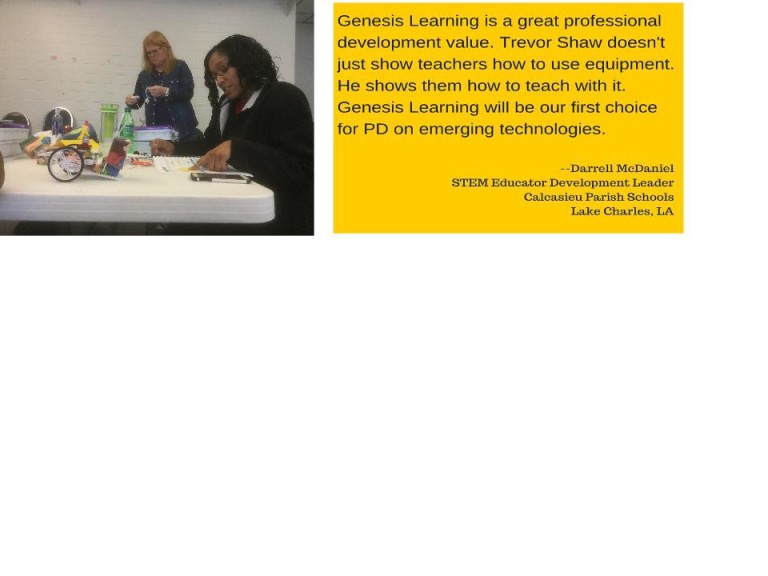 Genesis Learning is a great professional
development value. Trevor Shaw doesn't
just show teachers how to use equipment.
He shows them how to teach with it.
Genesis Learning will be our first choice
for PD on emerging technologies.
--Darrell McDaniel
STEM Educator Development Leader
Calcasieu Parish Schools
Lake Charles, LA